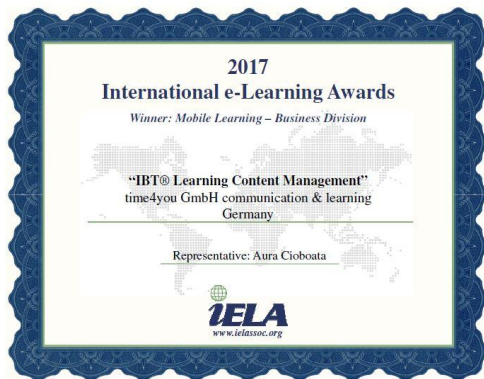 2017
International e-Learning Awards
Winner: Mobile Learning – Business Division
“IBT® Learning Content Management”
time4you GmbH communication & learning
Germany
Representative: Aura Cioboata
iELA
www.ielassoc.org